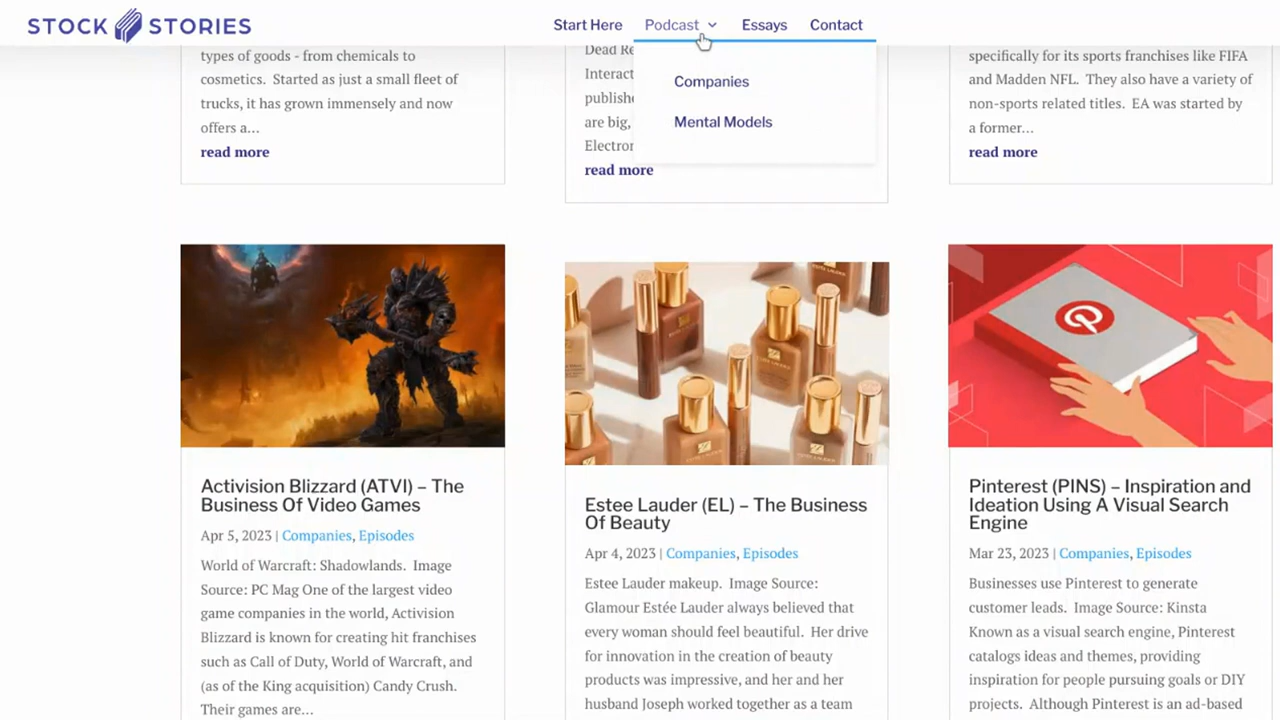 STOCK STORIES
Start Here
Podcast
Essays
Contact
Companies
Mental Models
types of goods - from chemicals to
cosmetics. Started as just a small fleet of
trucks, it has grown immensely and now
offers a...
read more
Dead Re
Interact
publishe
are big,
Electron
read more
specifically for its sports franchises like FIFA
and Madden NFL. They also have a variety of
non-sports related titles. EA was started by
a former...
read more
Activision Blizzard (ATVI) – The
Business Of Video Games
Apr 5, 2023 | Companies, Episodes
World of Warcraft: Shadowlands. Image
Source: PC Mag One of the largest video
game companies in the world, Activision
Blizzard is known for creating hit franchises
such as Call of Duty, World of Warcraft, and
(as of the King acquisition) Candy Crush.
Their games are...
Estee Lauder (EL) – The Business
Of Beauty
Apr 4, 2023 | Companies, Episodes
Estee Lauder makeup. Image Source:
Glamour Estée Lauder always believed that
every woman should feel beautiful. Her drive
for innovation in the creation of beauty
products was impressive, and her and her
husband Joseph worked together as a team
Pinterest (PINS) – Inspiration and
Ideation Using A Visual Search
Engine
Mar 23, 2023 | Companies, Episodes
Businesses use Pinterest to generate
customer leads. Image Source: Kinsta
Known as a visual search engine, Pinterest
catalogs ideas and themes, providing
inspiration for people pursuing goals or DIY
projects. Although Pinterest is an ad-based